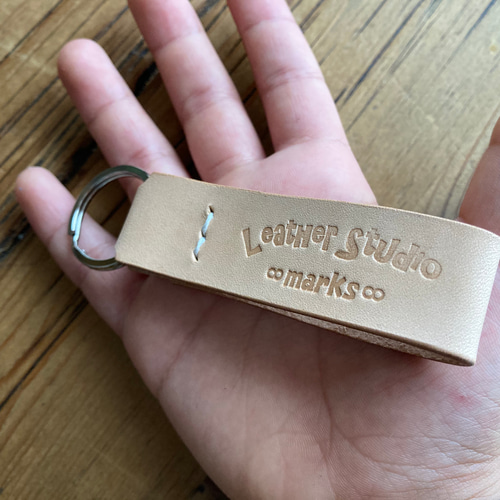 Leather Studio
∞ marks ∞